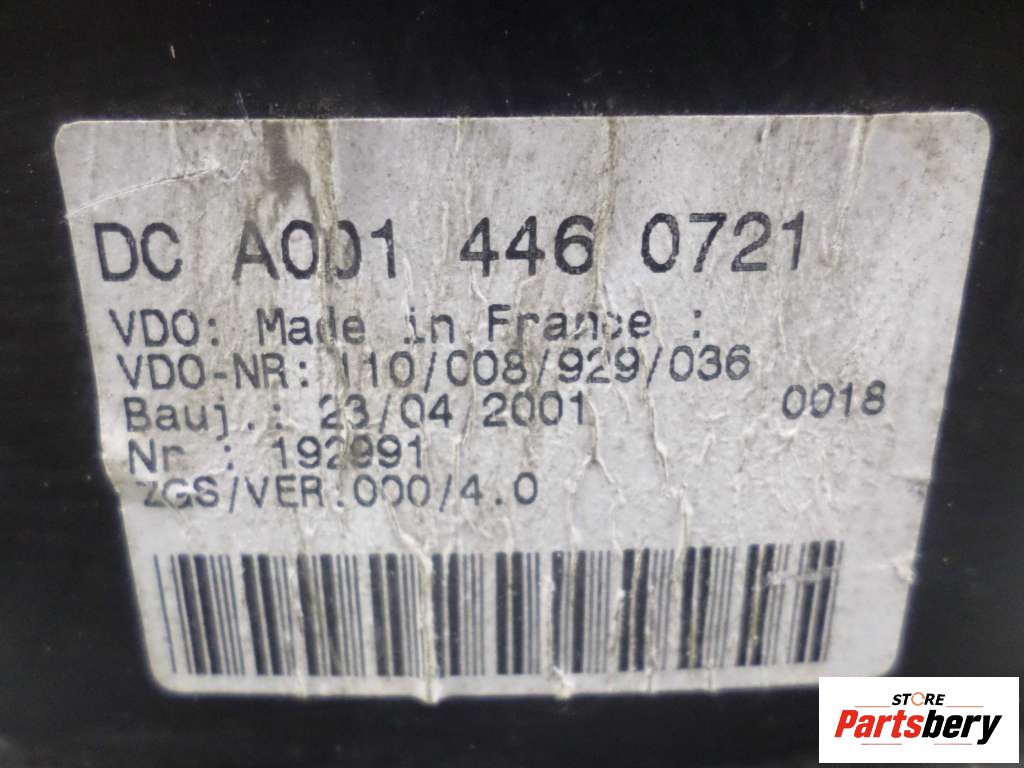 DC A001 446 0721
VDO: Made in France :
VDO-NR: 110/008/929/036
Bauj.: 23/04/2001 0018
Nr : 192991
ZGS/VER.000/4.0
STORE
Partsbery